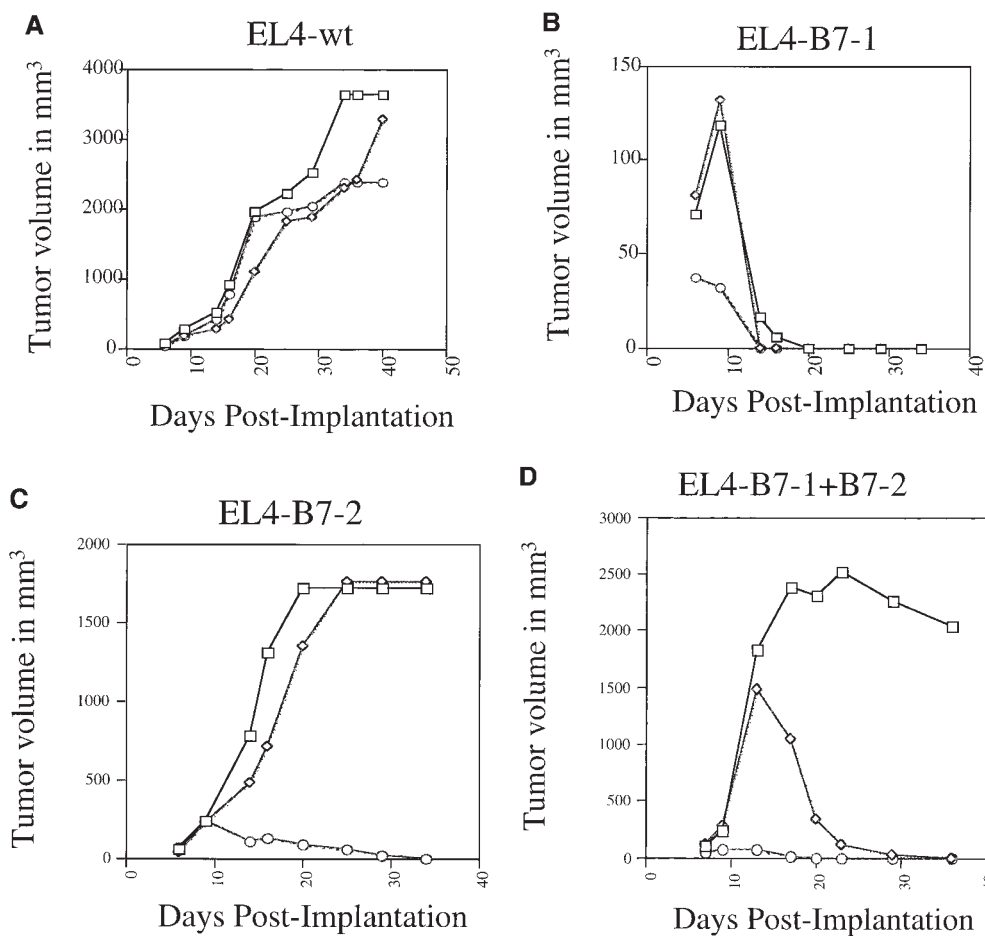 A
EL4-wt
Tumor volume in mm³
4000
3000
2000
1000
0
0 10 20 30 40 50
Days Post-Implantation
B
EL4-B7-1
Tumor volume in mm³
150
100
50
0
0 10 20 30 40
Days Post-Implantation
C
EL4-B7-2
Tumor volume in mm³
2000
1500
1000
500
0
0 10 20 30 40
Days Post-Implantation
D
EL4-B7-1+B7-2
Tumor volume in mm³
3000
2500
2000
1500
1000
500
0
0 10 20 30
Days Post-Implantation